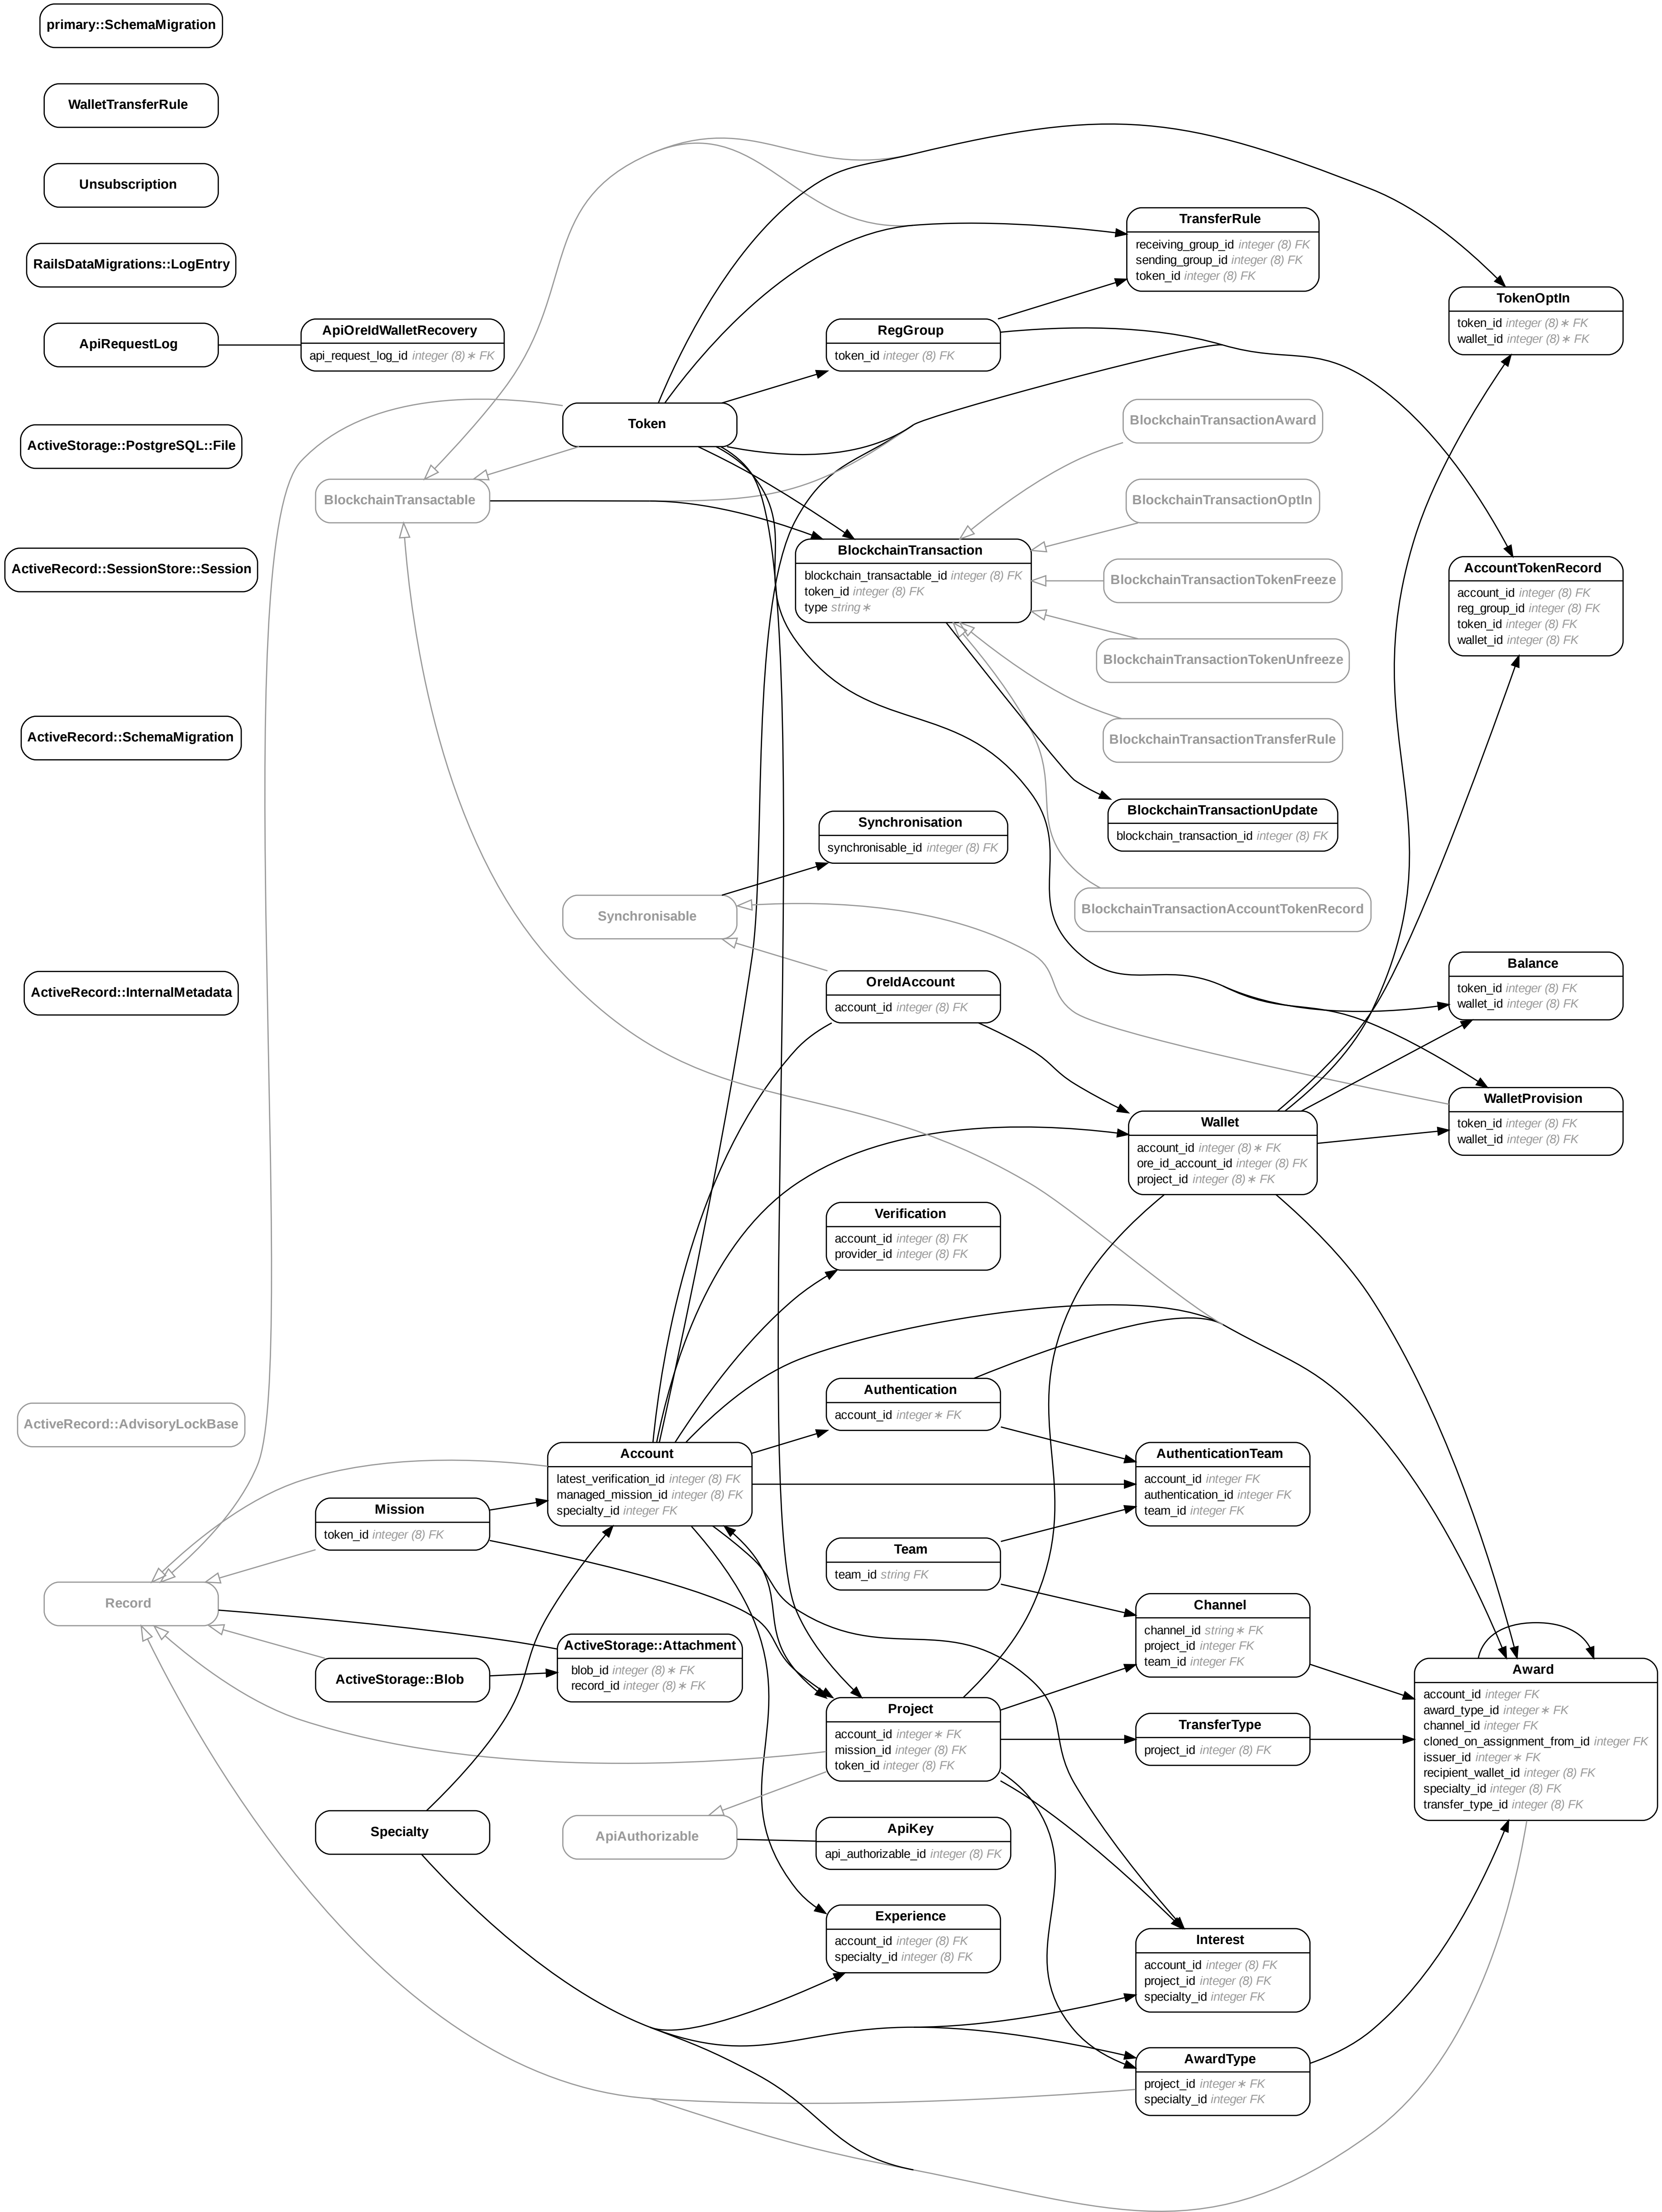 primary::SchemaMigration
WalletTransferRule
Unsubscription
RailsDataMigrations::LogEntry
ApiRequestLog
ApiOreIdWalletRecovery
api_request_log_id integer (8)∗ FK
ActiveStorage::PostgreSQL::File
ActiveRecord::SessionStore::Session
ActiveRecord::SchemaMigration
ActiveRecord::InternalMetadata
ActiveRecord::AdvisoryLockBase
Record
BlockchainTransactable
Mission
token_id integer (8) FK
ActiveStorage::Blob
Specialty
Token
Synchronisable
Account
latest_verification_id integer (8) FK
managed_mission_id integer (8) FK
specialty_id integer FK
ActiveStorage::Attachment
blob_id integer (8)∗ FK
record_id integer (8)∗ FK
ApiAuthorizable
RegGroup
token_id integer (8) FK
BlockchainTransaction
blockchain_transactable_id integer (8) FK
token_id integer (8) FK
type string∗
Synchronisation
synchronisable_id integer (8) FK
OreIdAccount
account_id integer (8) FK
Verification
account_id integer (8) FK
provider_id integer (8) FK
Authentication
account_id integer∗ FK
Team
team_id string FK
Project
account_id integer∗ FK
mission_id integer (8) FK
token_id integer (8) FK
ApiKey
api_authorizable_id integer (8) FK
Experience
account_id integer (8) FK
specialty_id integer (8) FK
TransferRule
receiving_group_id integer (8) FK
sending_group_id integer (8) FK
token_id integer (8) FK
BlockchainTransactionAward
BlockchainTransactionOptIn
BlockchainTransactionTokenFreeze
BlockchainTransactionTokenUnfreeze
BlockchainTransactionTransferRule
BlockchainTransactionUpdate
blockchain_transaction_id integer (8) FK
BlockchainTransactionAccountTokenRecord
Wallet
account_id integer (8)∗ FK
ore_id_account_id integer (8) FK
project_id integer (8)∗ FK
AuthenticationTeam
account_id integer FK
authentication_id integer FK
team_id integer FK
Channel
channel_id string∗ FK
project_id integer FK
team_id integer FK
TransferType
project_id integer (8) FK
Interest
account_id integer (8) FK
project_id integer (8) FK
specialty_id integer FK
AwardType
project_id integer∗ FK
specialty_id integer FK
TokenOptIn
token_id integer (8)∗ FK
wallet_id integer (8)∗ FK
AccountTokenRecord
account_id integer (8) FK
reg_group_id integer (8) FK
token_id integer (8) FK
wallet_id integer (8) FK
Balance
token_id integer (8) FK
wallet_id integer (8) FK
WalletProvision
token_id integer (8) FK
wallet_id integer (8) FK
Award
account_id integer FK
award_type_id integer∗ FK
channel_id integer FK
cloned_on_assignment_from_id integer FK
issuer_id integer∗ FK
recipient_wallet_id integer (8) FK
specialty_id integer (8) FK
transfer_type_id integer (8) FK